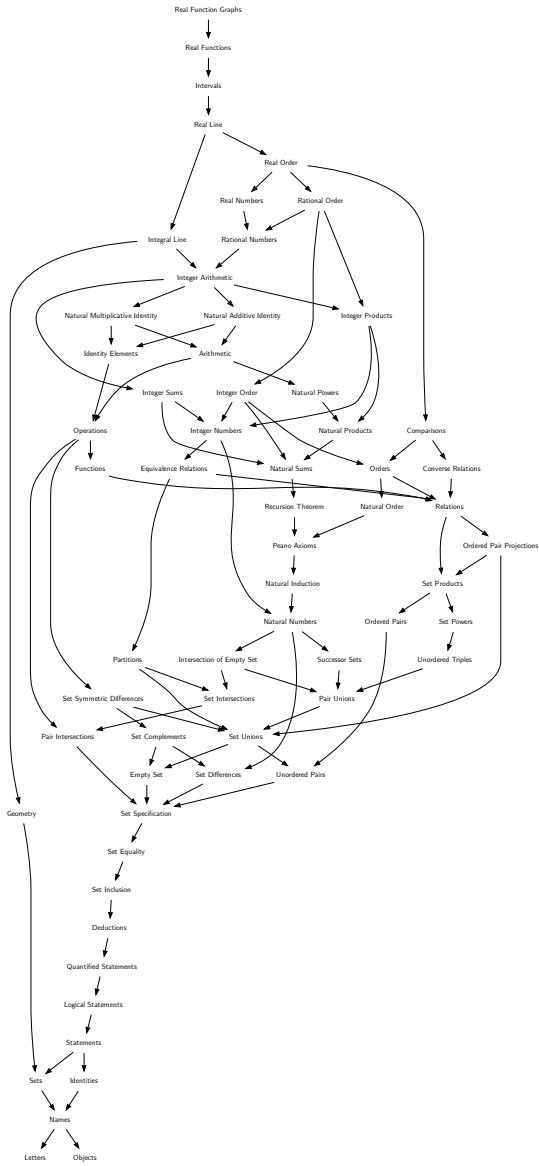 Real Function Graphs
Real Functions
Intervals
Real Line
Real Order
Real Numbers Rational Order
Integral Line Rational Numbers
Integer Arithmetic
Natural Multiplicative Identity Natural Additive Identity Integer Products
Identity Elements Arithmetic
Integer Sums Integer Order Natural Powers
Operations Integer Numbers Natural Products Comparisons
Functions Equivalence Relations Natural Sums Orders Converse Relations
Recursion Theorem Natural Order Relations
Peano Axioms Ordered Pair Projections
Natural Induction Set Products
Natural Numbers Ordered Pairs Set Powers
Partitions Intersection of Empty Set Successor Sets Unordered Triples
Set Symmetric Differences Set Intersections Pair Unions
Pair Intersections Set Complements Set Unions
Empty Set Set Differences Unordered Pairs
Geometry Set Specification
Set Equality
Set Inclusion
Deductions
Quantified Statements
Logical Statements
Statements
Sets Identities
Names
Letters Objects